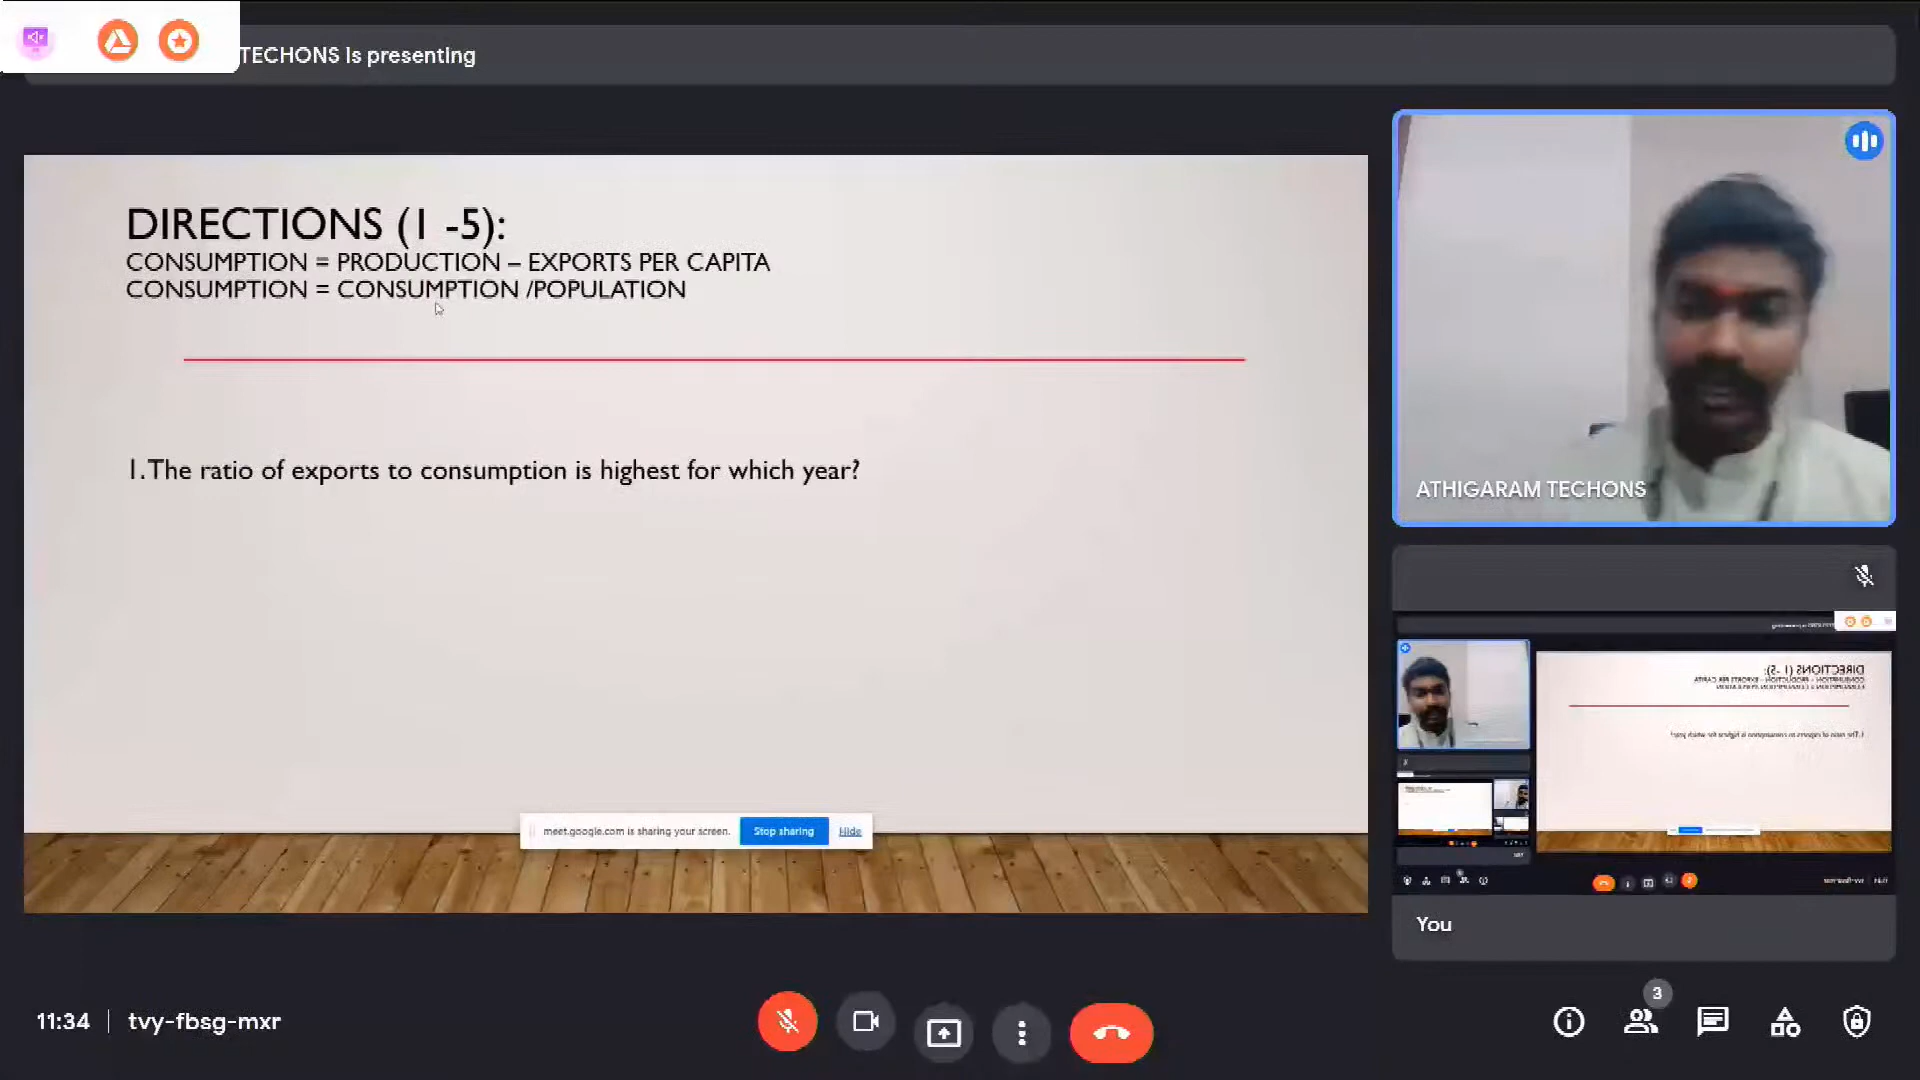 TECHONS is presenting
DIRECTIONS (1 -5):
CONSUMPTION = PRODUCTION – EXPORTS PER CAPITA
CONSUMPTION = CONSUMPTION /POPULATION
1.The ratio of exports to consumption is highest for which year?
meet.google.com is sharing your screen. Stop sharing Hide
ATHIGARAM TECHONS
You
11:34 | tvy-fbsg-mxr
3